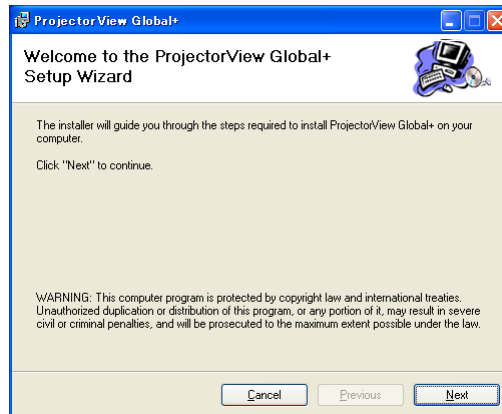 ProjectorView Global+
Welcome to the ProjectorView Global+
Setup Wizard
The installer will guide you through the steps required to install ProjectorView Global+ on your
computer.
Click "Next" to continue.
WARNING: This computer program is protected by copyright law and international treaties.
Unauthorized duplication or distribution of this program, or any portion of it, may result in severe
civil or criminal penalties, and will be prosecuted to the maximum extent possible under the law.
Cancel Previous Next